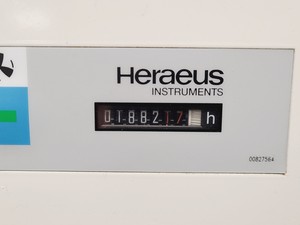 Heraeus
INSTRUMENTS
0188217 h
00827564